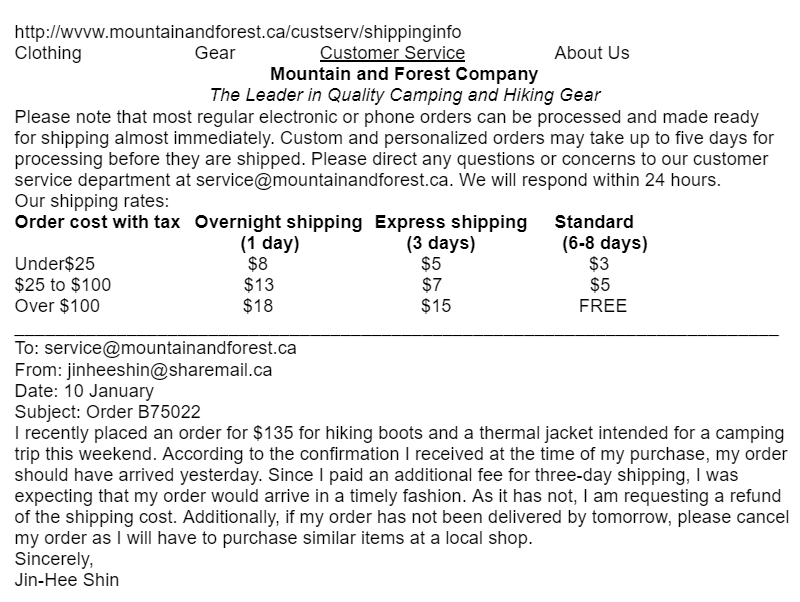 http://wvvw.mountainandforest.ca/custserv/shippinginfo
Clothing Gear Customer Service About Us
Mountain and Forest Company
The Leader in Quality Camping and Hiking Gear
Please note that most regular electronic or phone orders can be processed and made ready
for shipping almost immediately. Custom and personalized orders may take up to five days for
processing before they are shipped. Please direct any questions or concerns to our customer
service department at service@mountainandforest.ca. We will respond within 24 hours.
Our shipping rates:
Order cost with tax Overnight shipping Express shipping Standard
(1 day) (3 days) (6-8 days)
Under$25 $8 $5 $3
$25 to $100 $13 $7 $5
Over $100 $18 $15 FREE
To: service@mountainandforest.ca
From: jinheeshin@sharemail.ca
Date: 10 January
Subject: Order B75022
I recently placed an order for $135 for hiking boots and a thermal jacket intended for a camping
trip this weekend. According to the confirmation I received at the time of my purchase, my order
should have arrived yesterday. Since I paid an additional fee for three-day shipping, I was
expecting that my order would arrive in a timely fashion. As it has not, I am requesting a refund
of the shipping cost. Additionally, if my order has not been delivered by tomorrow, please cancel
my order as I will have to purchase similar items at a local shop.
Sincerely,
Jin-Hee Shin